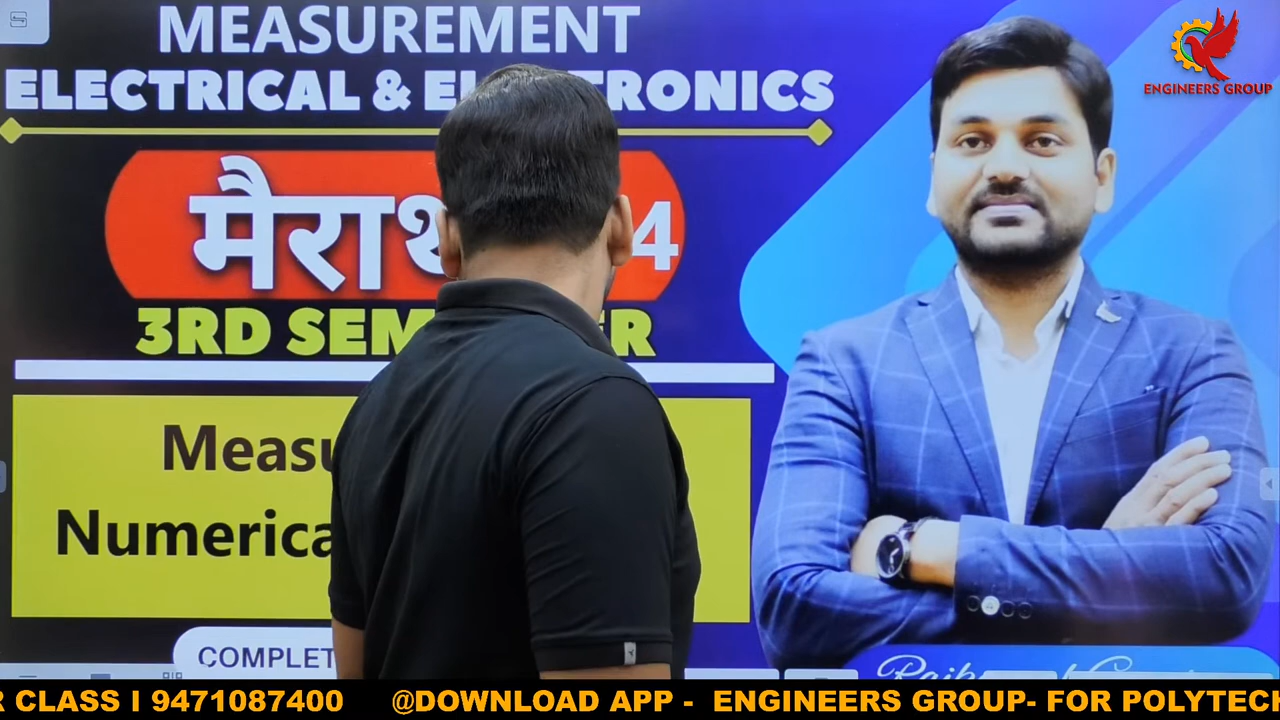 MEASUREMENT
ELECTRICAL & EL TRONICS
मैराथ 4
3RD SEM ER
Measu
Numerica
COMPLET
ENGINEERS GROUP
R CLASS I 9471087400 @DOWNLOAD APP - ENGINEERS GROUP- FOR POLYTECH